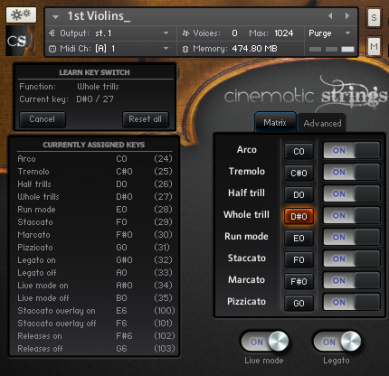 1st Violins_
Output: st. 1 Voices: 0 Max: 1024 Purge
Midi Ch: [A] 1 Memory: 474.80 MB
S
M
CS
LEARN KEY SWITCH
Function: Whole trills
Current key: D#0 / 27
Cancel Reset all
cinematic strings
Matrix Advanced
CURRENTLY ASSIGNED KEYS
Arco C0 (24)
Tremolo C#0 (25)
Half trills D0 (26)
Whole trills D#0 (27)
Run mode E0 (28)
Staccato F0 (29)
Marcato F#0 (30)
Pizzicato G0 (31)
Legato on G#0 (32)
Legato off A0 (33)
Live mode on A#0 (34)
Live mode off B0 (35)
Staccato overlay on E6 (100)
Staccato overlay off F6 (101)
Releases on F#6 (102)
Releases off G6 (103)
Arco C0 ON
Tremolo C#0 ON
Half trill D0 ON
Whole trill D#0 ON
Run mode E0 ON
Staccato F0 ON
Marcato F#0 ON
Pizzicato G0 ON
ON ON
Live mode Legato